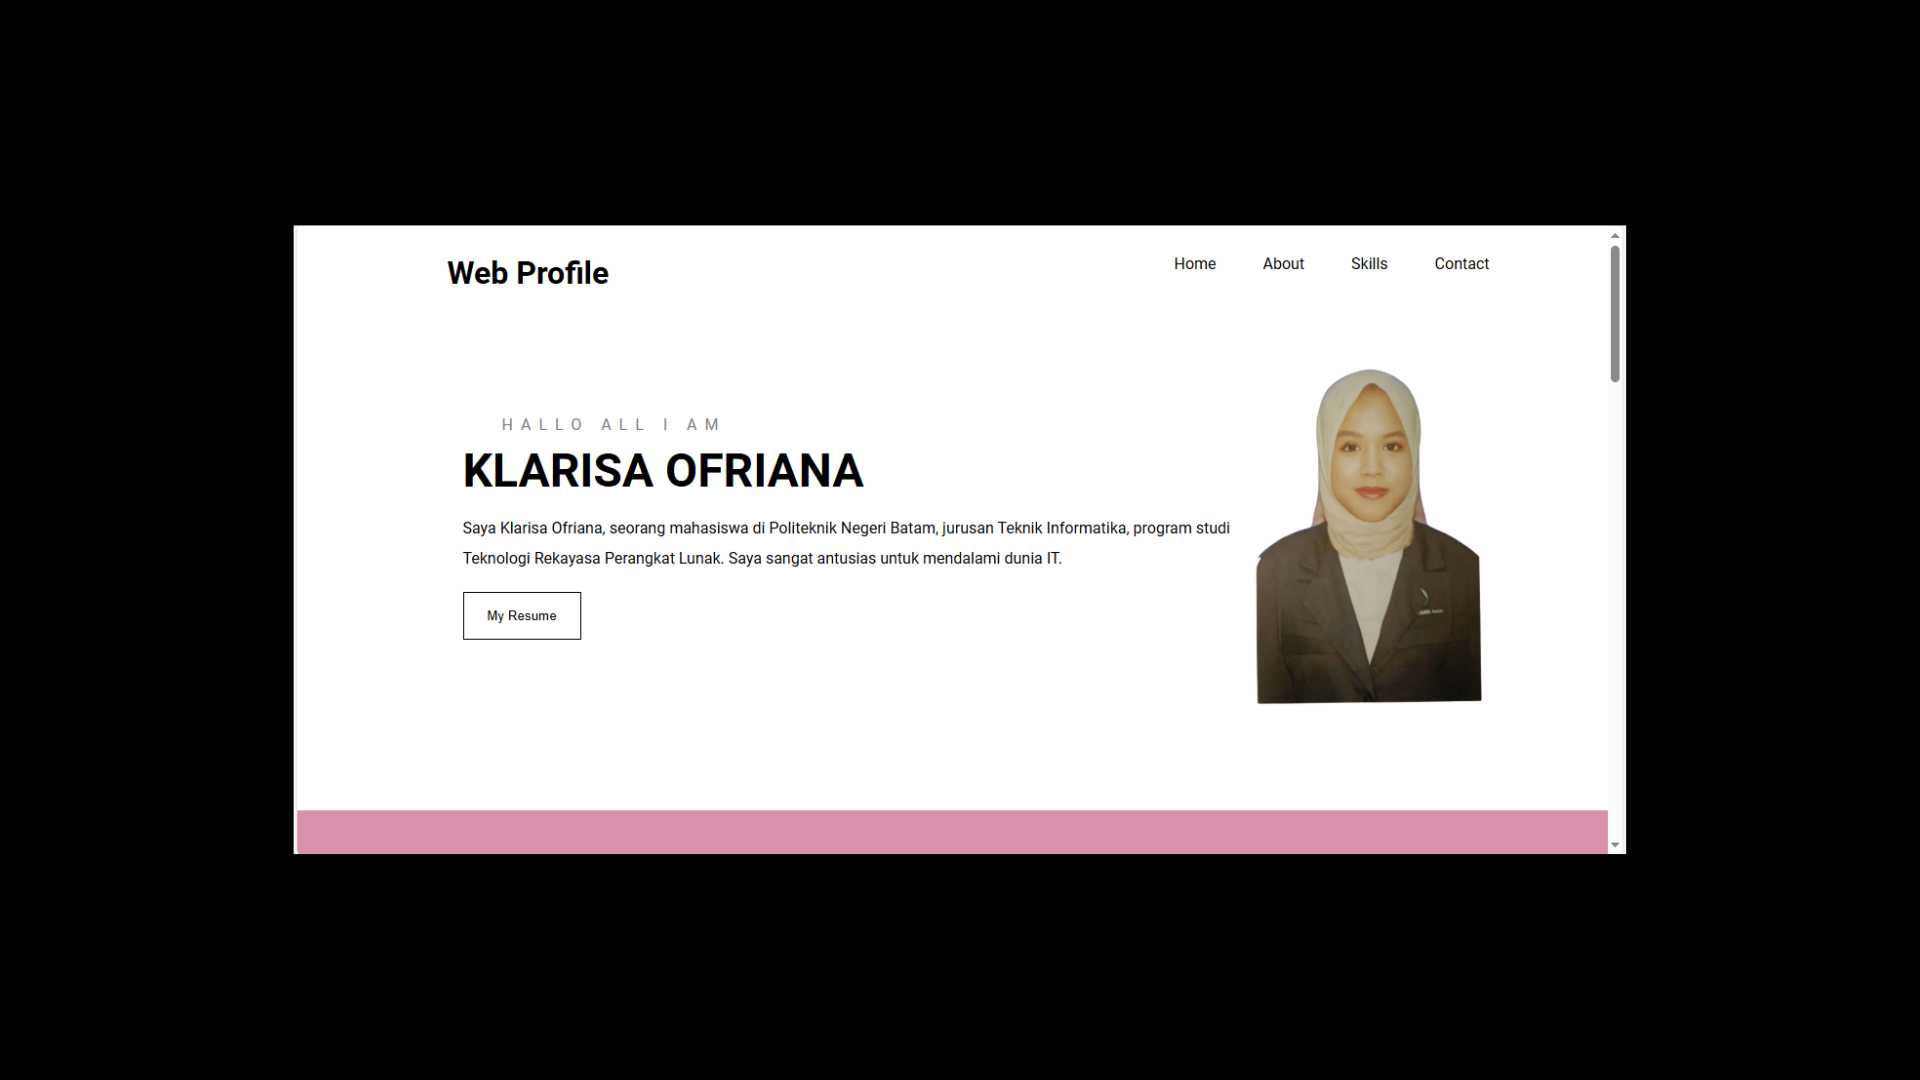 Web Profile
Home About Skills Contact
HALLO ALL I AM
KLARISA OFRIANA
Saya Klarisa Ofriana, seorang mahasiswa di Politeknik Negeri Batam, jurusan Teknik Informatika, program studi
Teknologi Rekayasa Perangkat Lunak. Saya sangat antusias untuk mendalami dunia IT.
My Resume